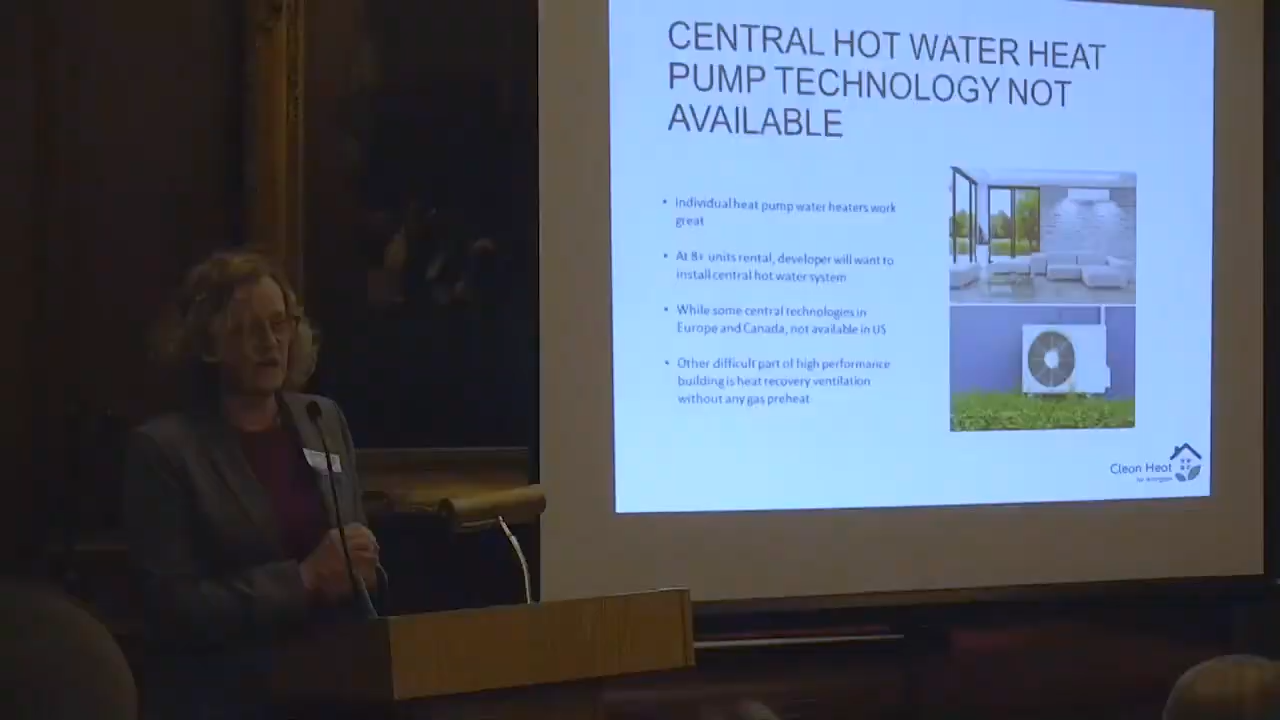 CENTRAL HOT WATER HEAT
PUMP TECHNOLOGY NOT
AVAILABLE
• Individual heat pump water heaters work
great
• At 8+ units rental, developer will want to
install central hot water system
• While some central technologies in
Europe and Canada, not available in US
• Other difficult part of high performance
building is heat recovery ventilation
without any gas preheat
Clean Heat
for Arlington